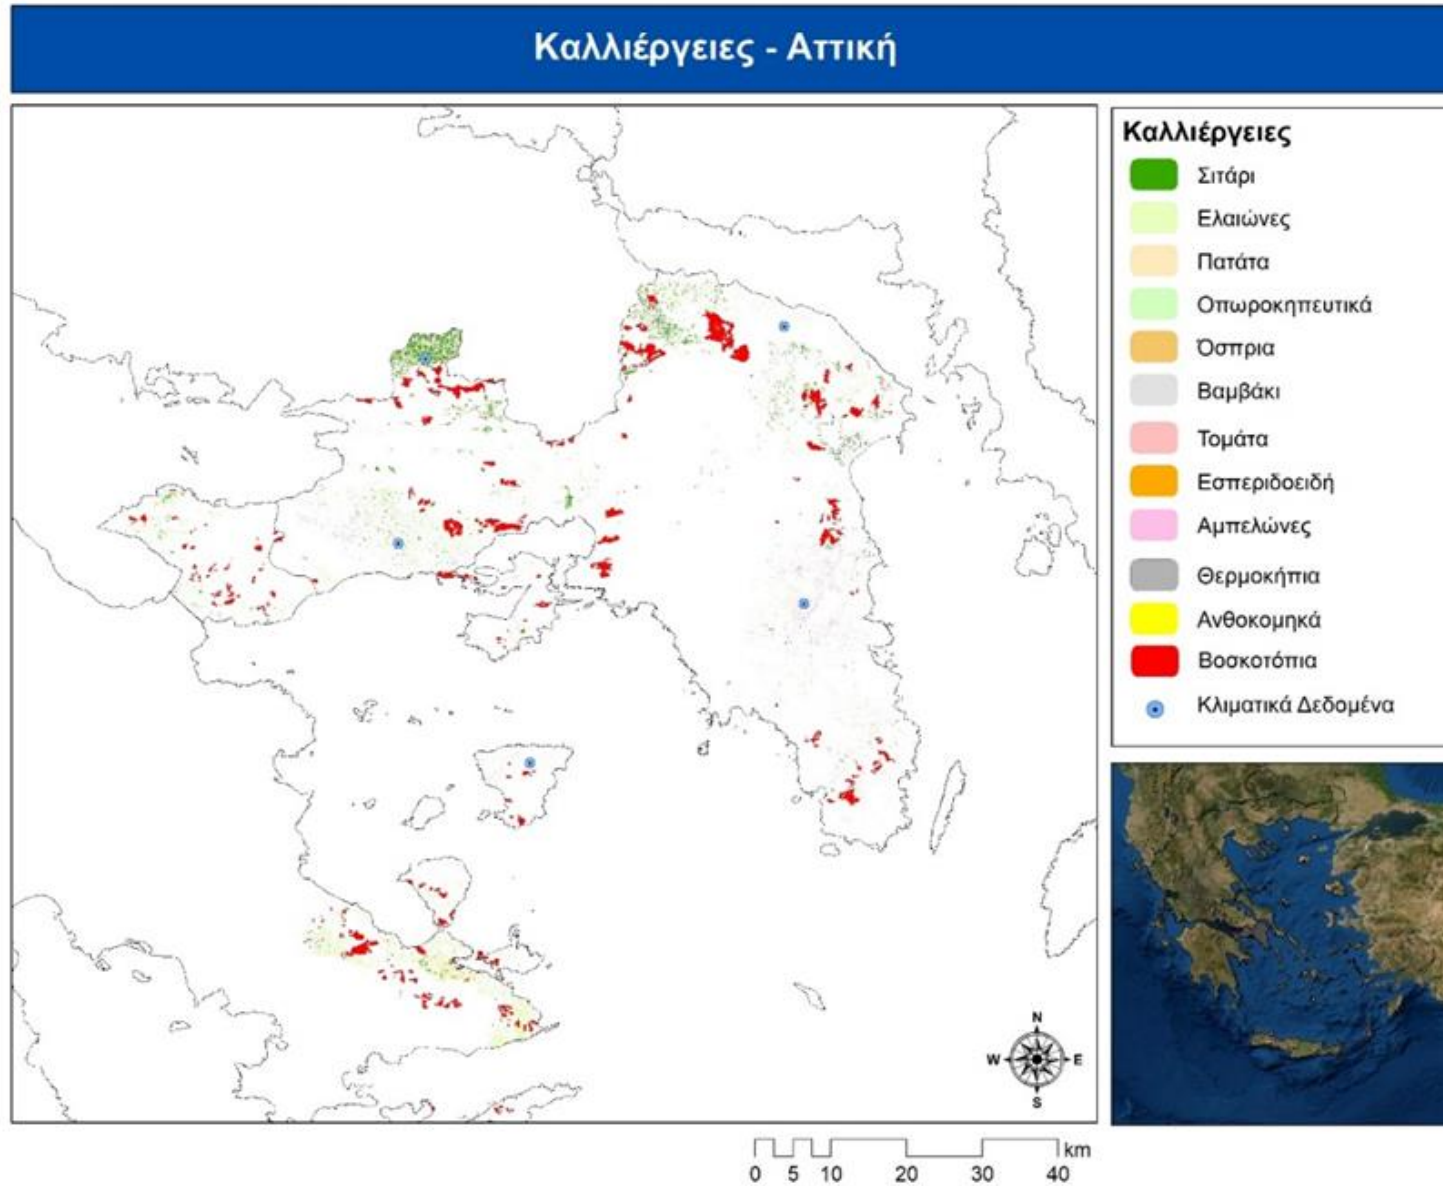 Καλλιέργειες - Αττική
Καλλιέργειες
Σιτάρι
Ελαιώνες
Πατάτα
Οπωροκηπευτικά
Όσπρια
Βαμβάκι
Τομάτα
Εσπεριδοειδή
Αμπελώνες
Θερμοκήπια
Ανθοκομηκά
Βοσκοτόπια
Κλιματικά Δεδομένα
N
W E
S
km
0 5 10 20 30 40